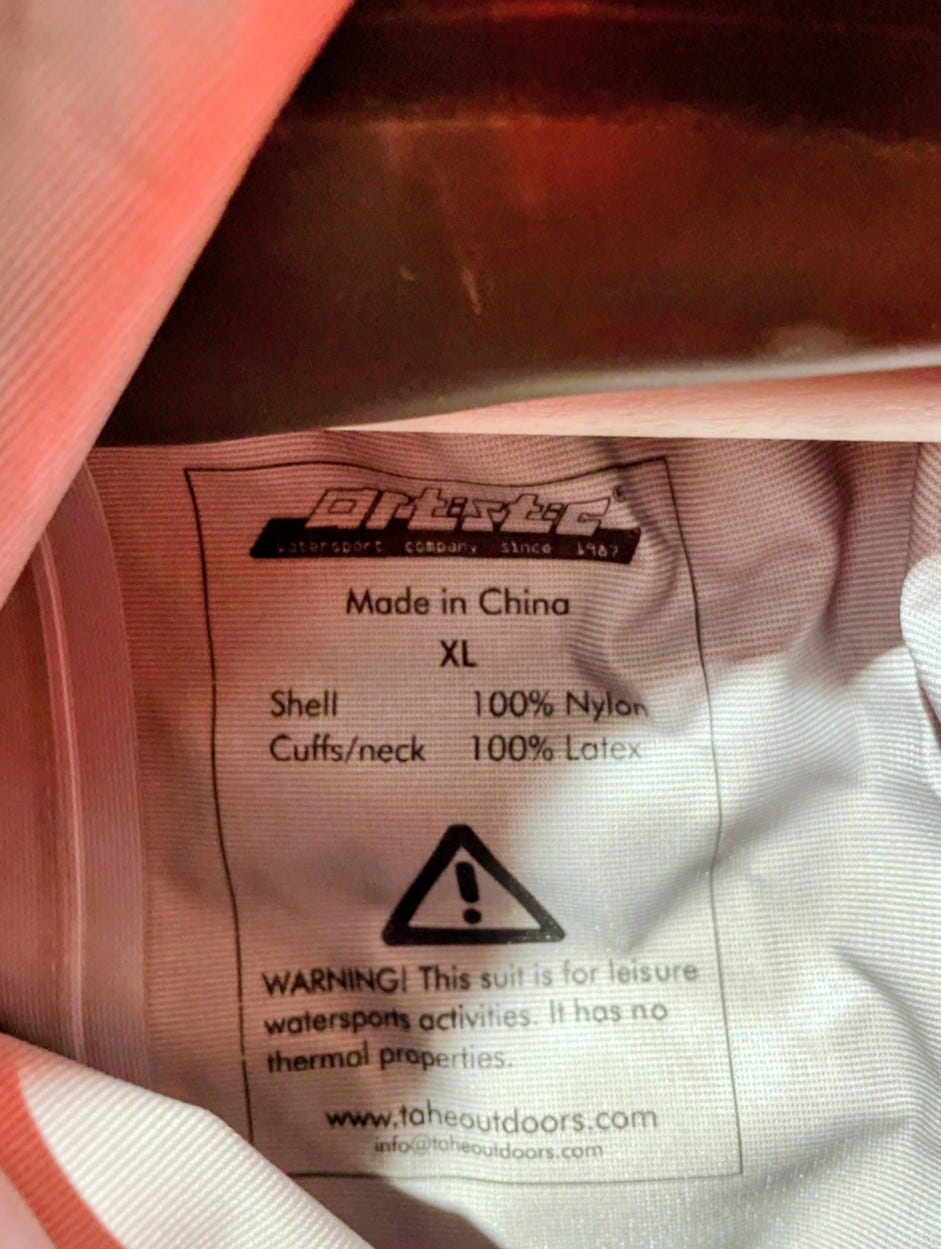 artistic®
watersport company since 1987
Made in China
XL
Shell 100% Nylon
Cuffs/neck 100% Latex
WARNING! This suit is for leisure
watersports activities. It has no
thermal properties.
www.taheoutdoors.com
info@taheoutdoors.com